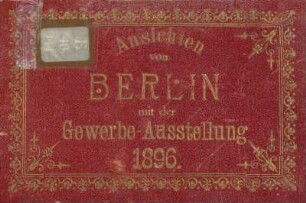 Ansichten
von
BERLIN
mit der
Gewerbe-Ausstellung
1896.